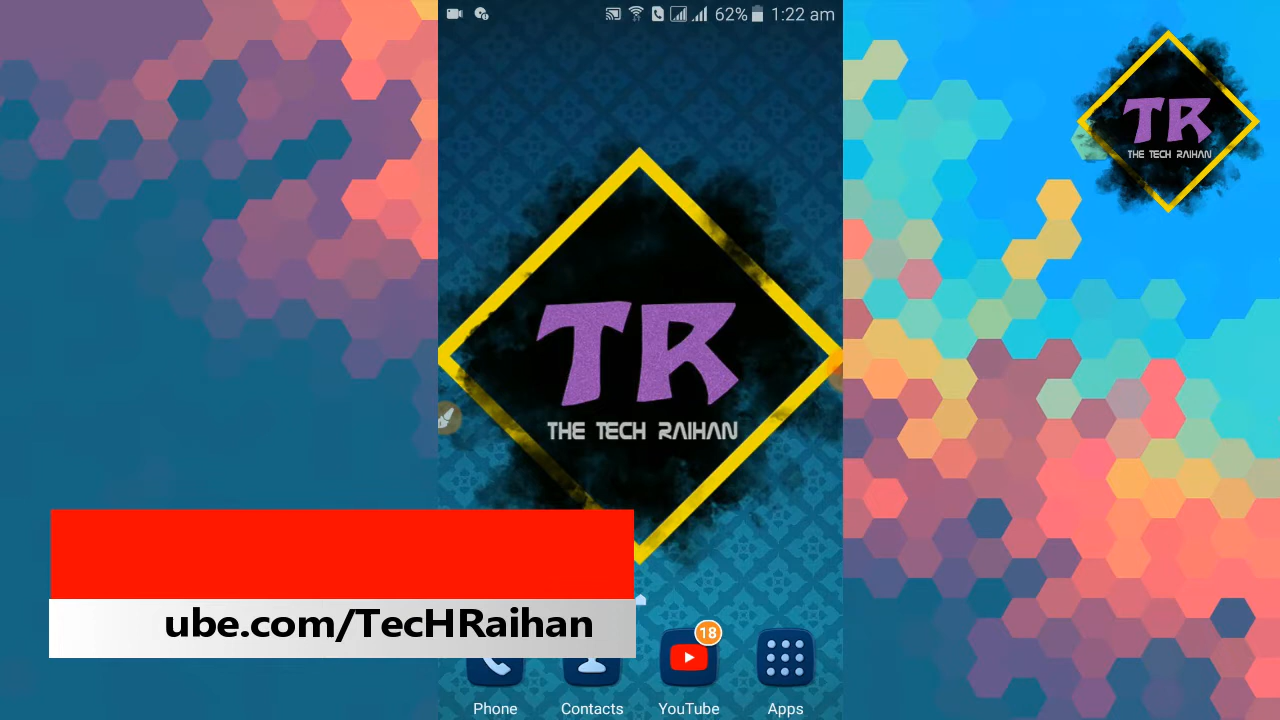 62% 1:22 am
TR
THE TECH RAIHAN
TR
THE TECH RAIHAN
ube.com/TecHRaihan
18
Phone Contacts YouTube Apps